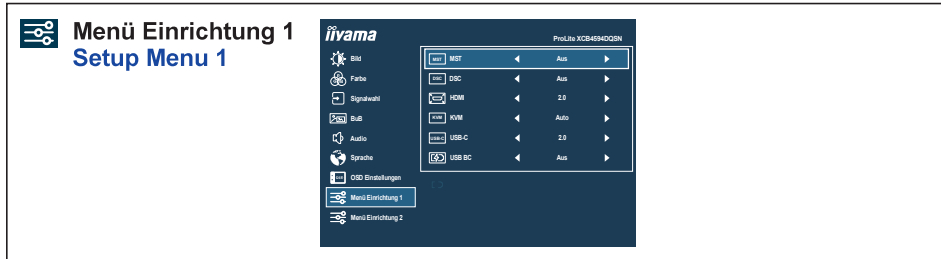 Menü Einrichtung 1
Setup Menu 1
iiyama
ProLite XCB4594DQSN
Bild
Farbe
Signalwahl
BuB
Audio
Sprache
OSD Einstellungen
Menü Einrichtung 1
Menü Einrichtung 2
MST MST Aus
DSC DSC Aus
HDMI 2.0
KVM KVM Auto
USB-C USB-C 2.0
USB BC Aus